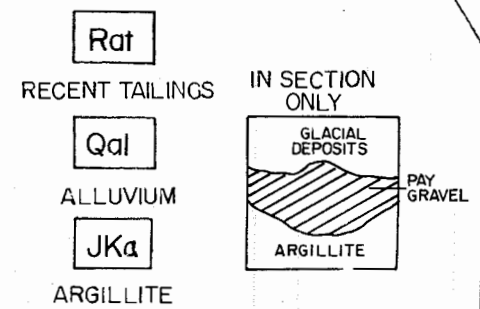 Rat
RECENT TAILINGS
Qal
ALLUVIUM
JKa
ARGILLITE
IN SECTION
ONLY
GLACIAL
DEPOSITS
PAY
GRAVEL
ARGILLITE